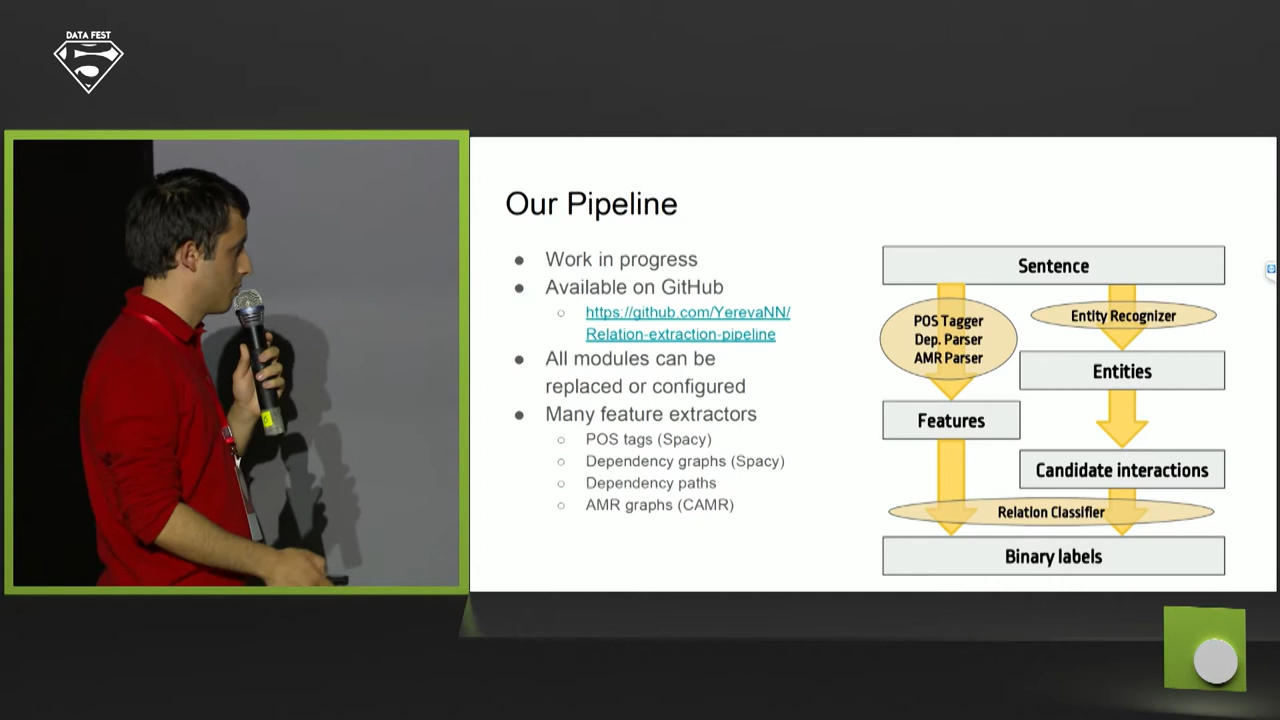 DATA FEST
Our Pipeline
● Work in progress
● Available on GitHub
○ https://github.com/YerevaNN/
Relation-extraction-pipeline
● All modules can be
replaced or configured
● Many feature extractors
○ POS tags (Spacy)
○ Dependency graphs (Spacy)
○ Dependency paths
○ AMR graphs (CAMR)
Sentence
POS Tagger
Dep. Parser
AMR Parser
Entity Recognizer
Entities
Features
Candidate interactions
Relation Classifier
Binary labels